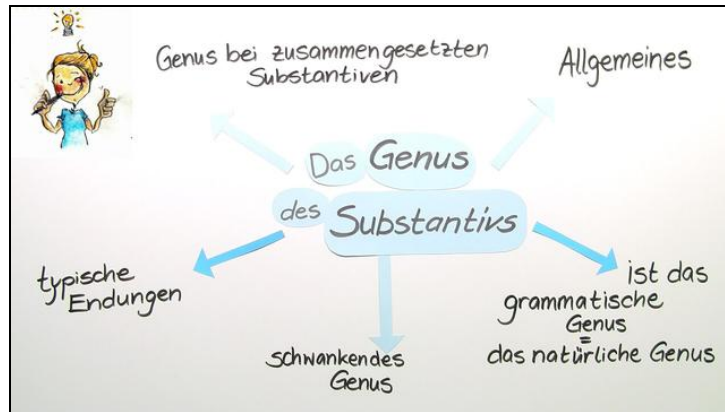 Genus bei zusammengesetzten
Substantiven
Allgemeines
Das Genus
des Substantivs
typische
Endungen
schwankendes
Genus
ist das
grammatische
Genus
=
das natürliche Genus